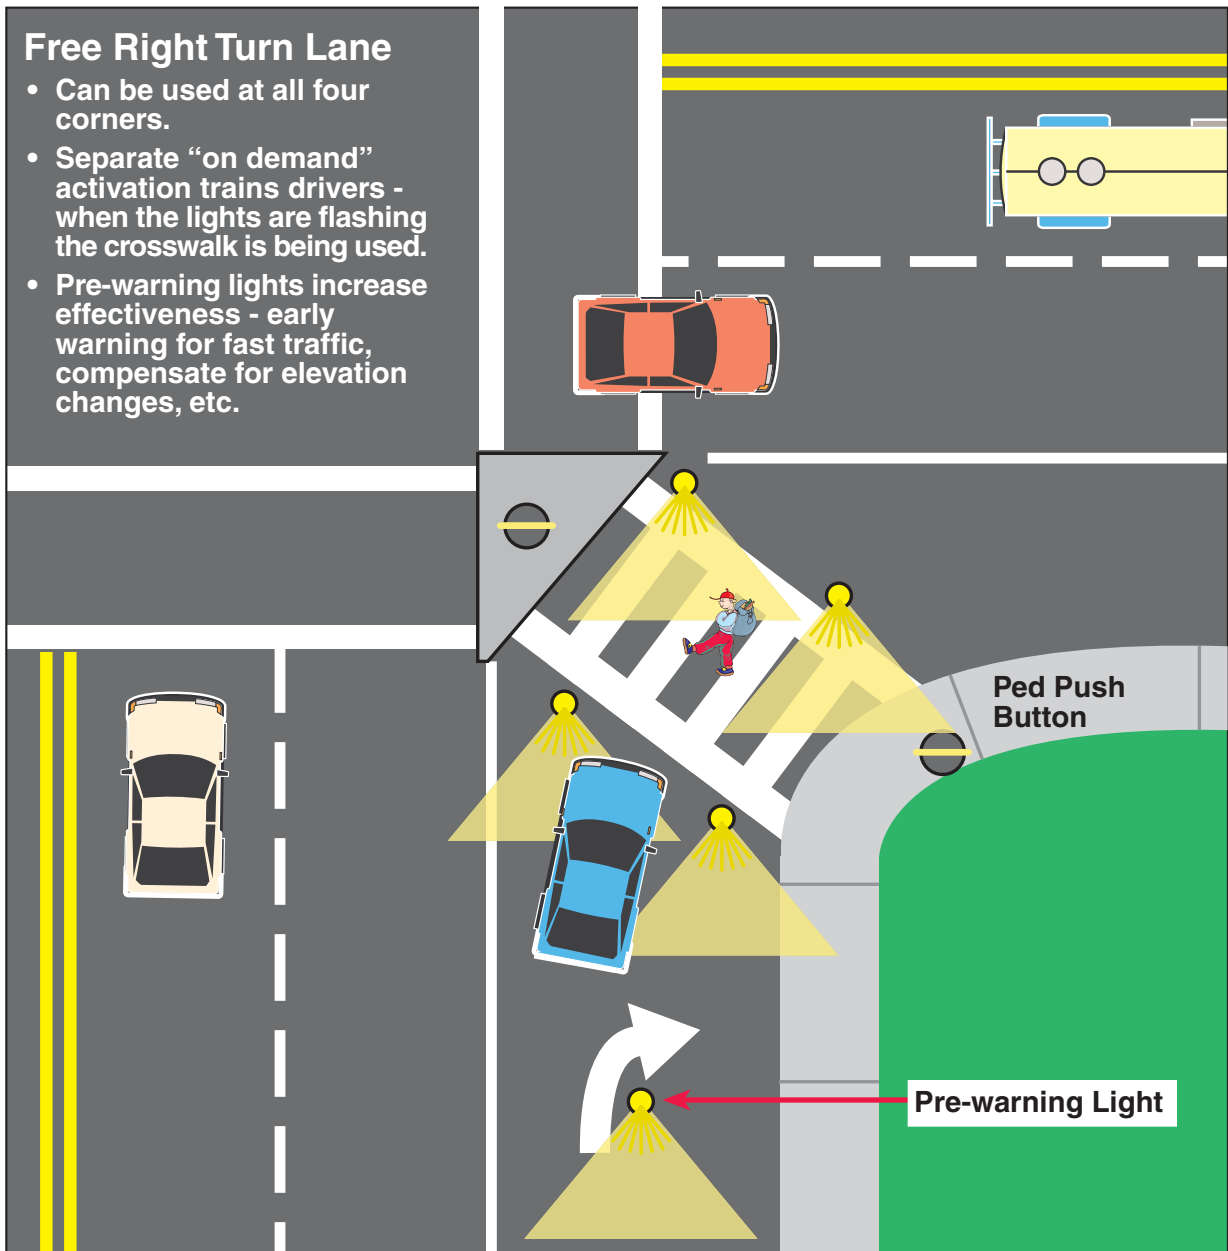 Free Right Turn Lane
• Can be used at all four
corners.
• Separate “on demand”
activation trains drivers -
when the lights are flashing
the crosswalk is being used.
• Pre-warning lights increase
effectiveness - early
warning for fast traffic,
compensate for elevation
changes, etc.
Ped Push
Button
Pre-warning Light